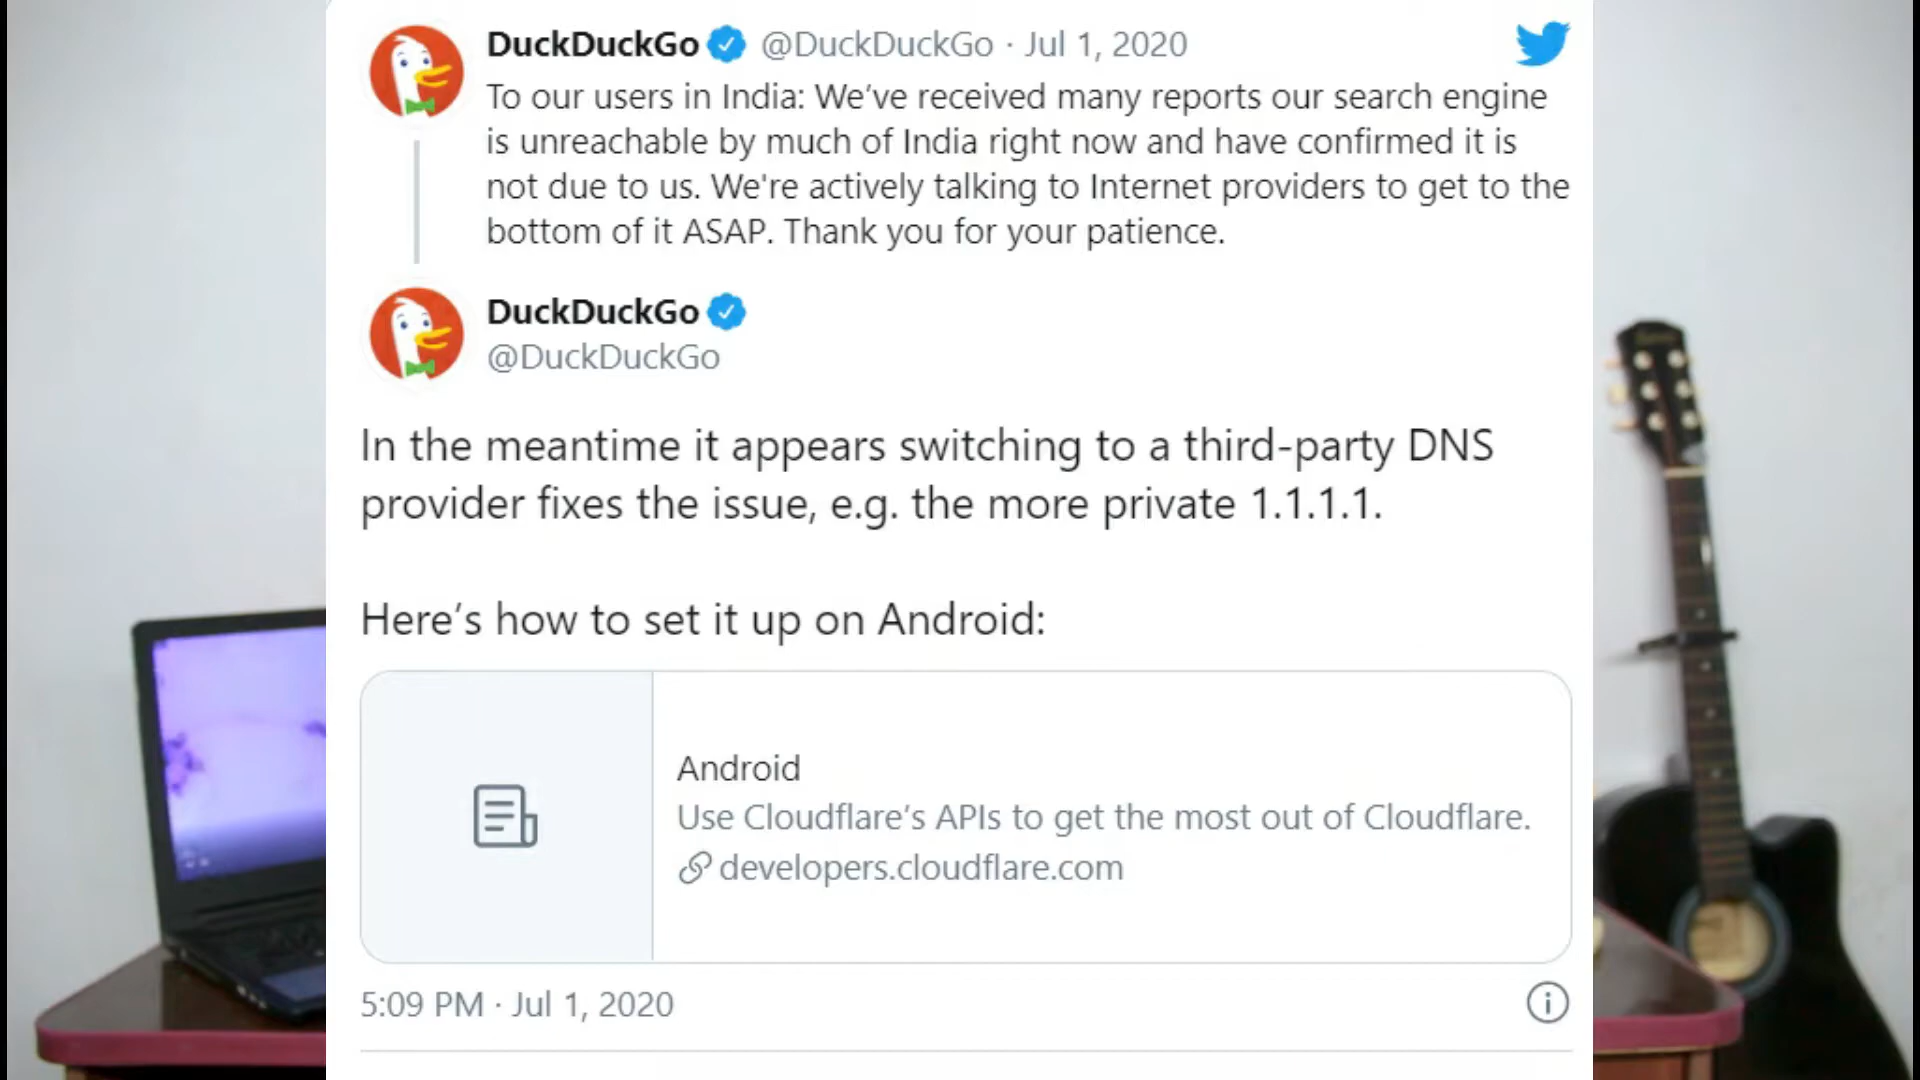 DuckDuckGo @DuckDuckGo · Jul 1, 2020
To our users in India: We’ve received many reports our search engine
is unreachable by much of India right now and have confirmed it is
not due to us. We're actively talking to Internet providers to get to the
bottom of it ASAP. Thank you for your patience.
DuckDuckGo
@DuckDuckGo
In the meantime it appears switching to a third-party DNS
provider fixes the issue, e.g. the more private 1.1.1.1.
Here’s how to set it up on Android:
Android
Use Cloudflare’s APIs to get the most out of Cloudflare.
developers.cloudflare.com
5:09 PM · Jul 1, 2020